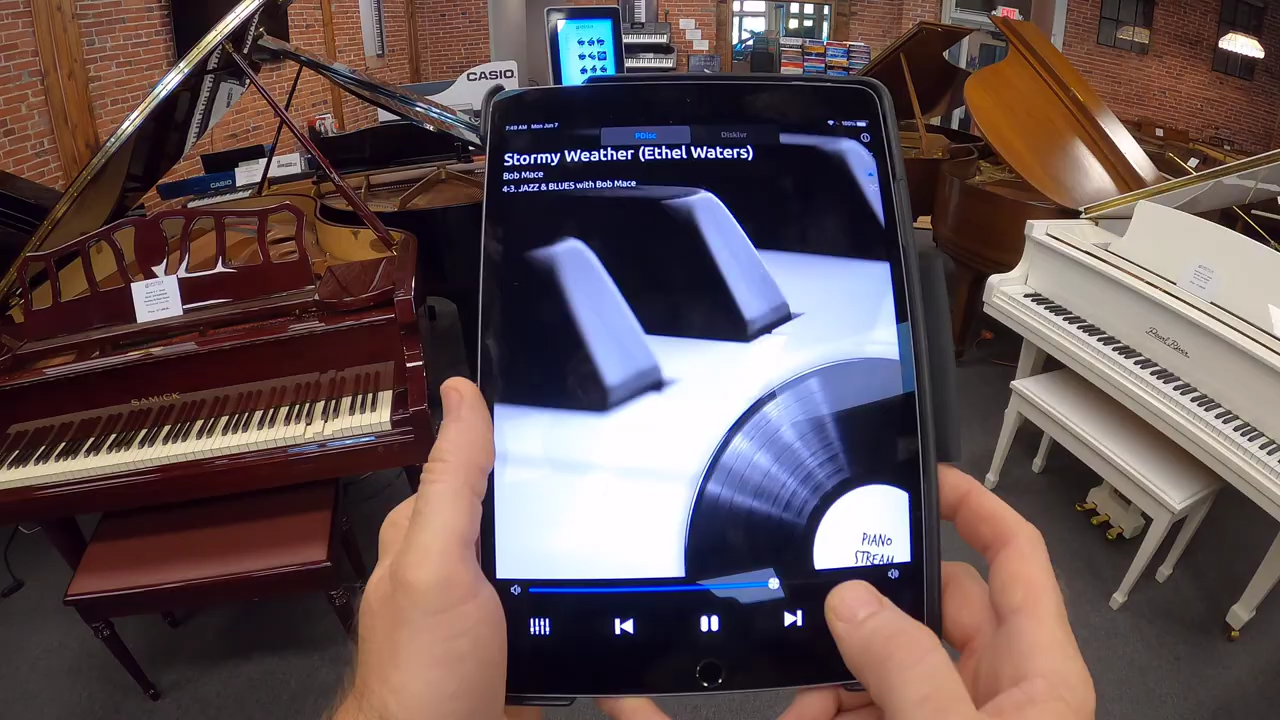 EXIT
CASIO
CASIO
7:49 AM Mon Jun 7
100%
PDisc
Disklvr
Stormy Weather (Ethel Waters)
Bob Mace
4-3. JAZZ & BLUES with Bob Mace
SAMICK
Pearl River
PIANO
STREAM